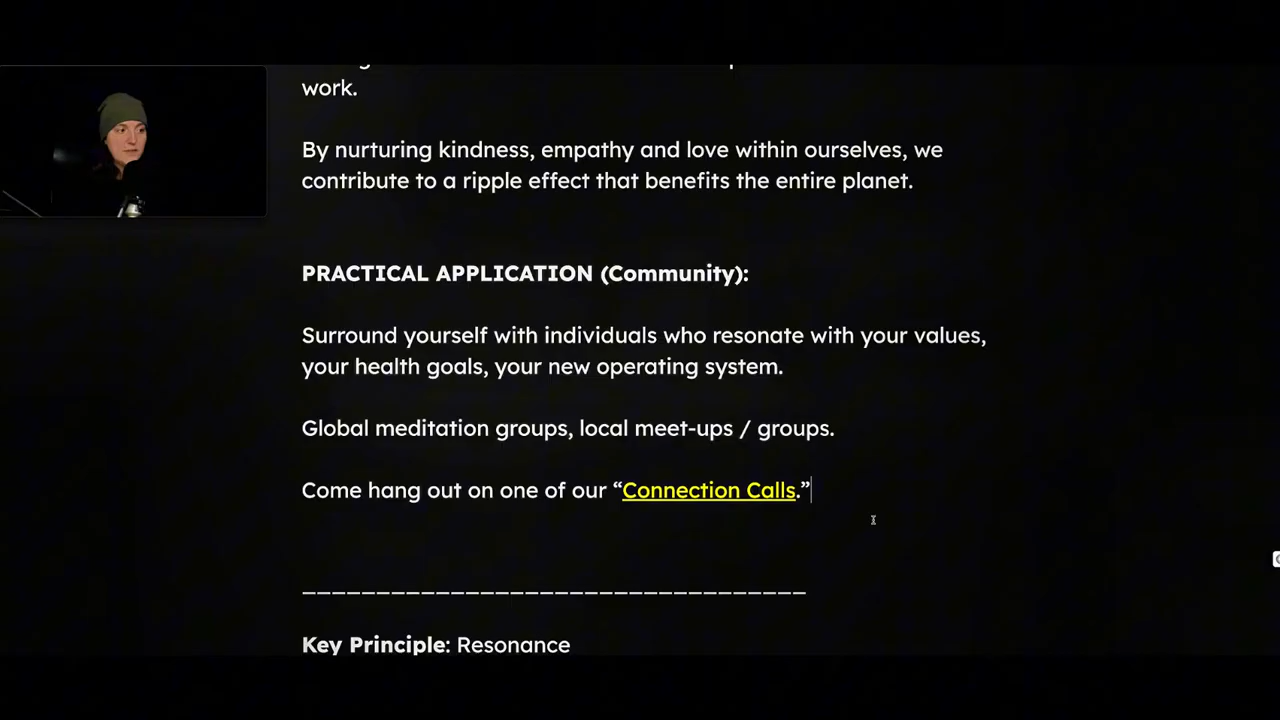 work.
By nurturing kindness, empathy and love within ourselves, we
contribute to a ripple effect that benefits the entire planet.
PRACTICAL APPLICATION (Community):
Surround yourself with individuals who resonate with your values,
your health goals, your new operating system.
Global meditation groups, local meet-ups / groups.
Come hang out on one of our “Connection Calls.”
_________________________________
Key Principle: Resonance